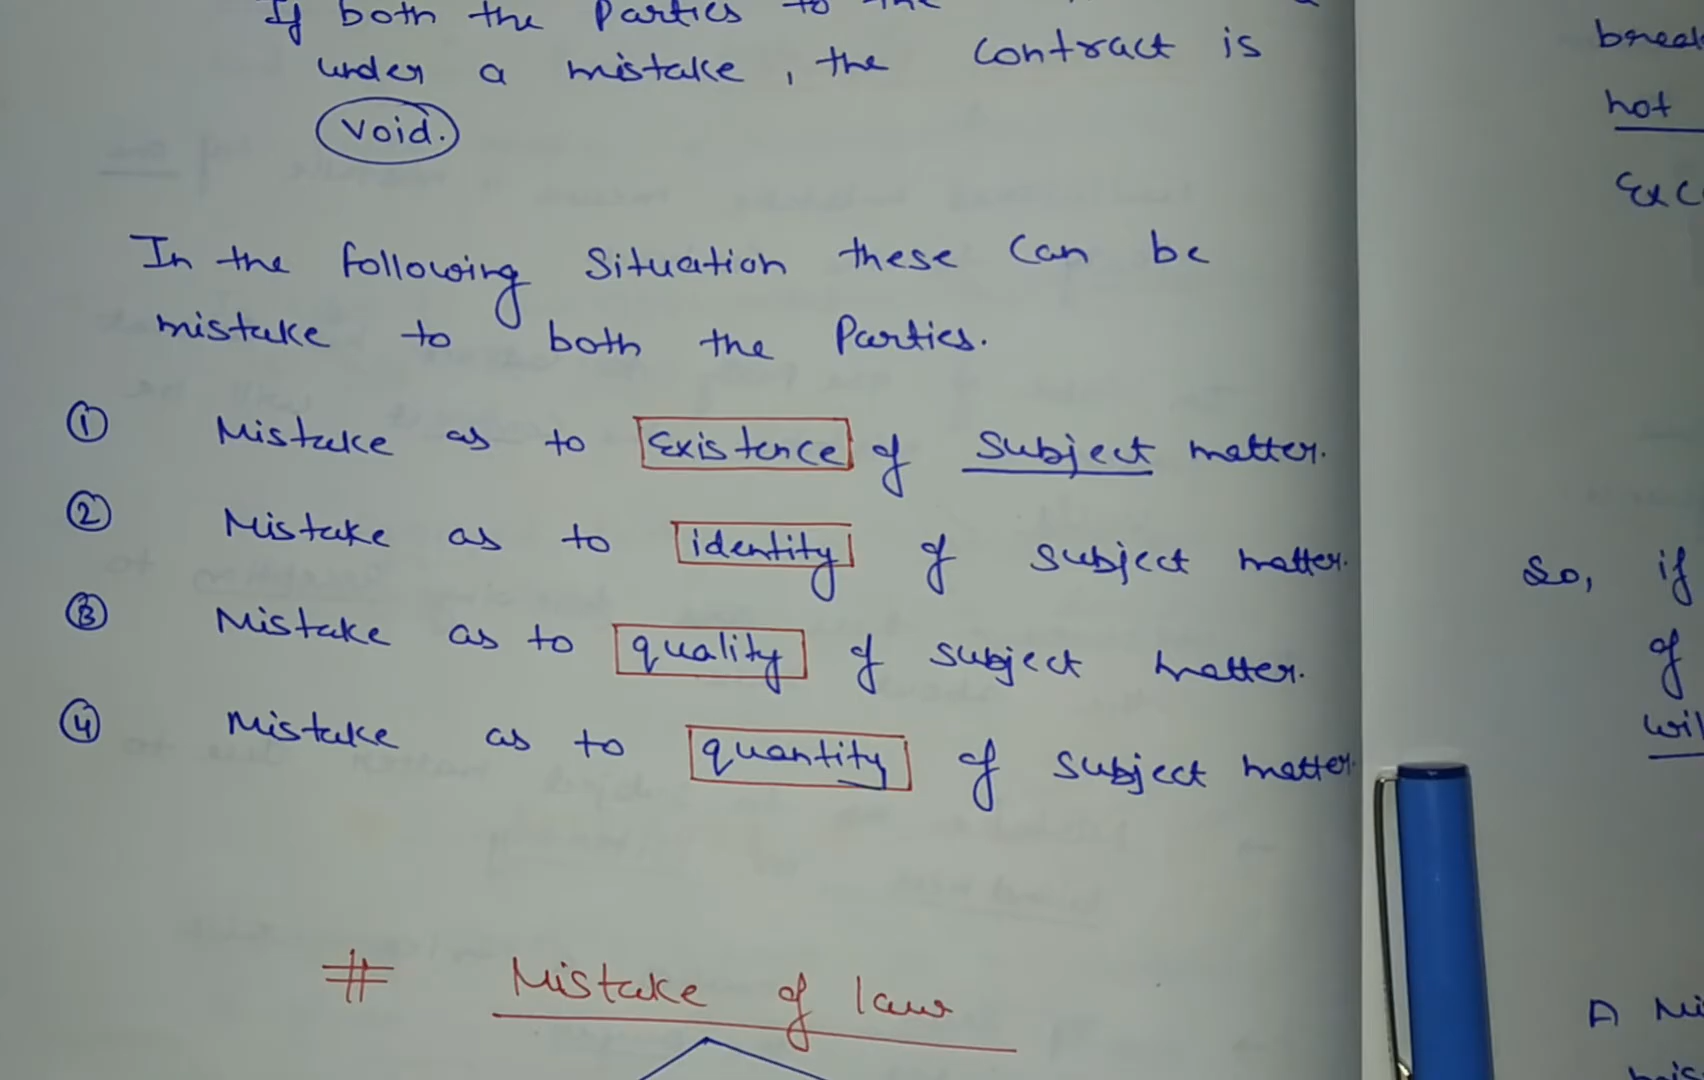 If both the Parties to the
under a mistake, the contract is
void.
In the following Situation these can be
mistake to both the Parties.
① Mistake as to Existence of Subject matter.
② Mistake as to identity of subject matter.
③ Mistake as to quality of subject matter.
④ Mistake as to quantity of subject matter.
# Mistake of law
not
So, if
of